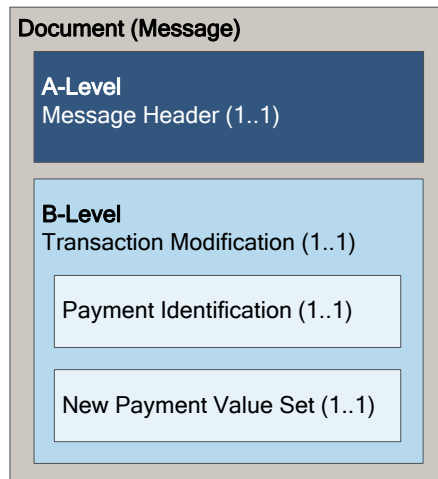 Document (Message)
A-Level
Message Header (1..1)
B-Level
Transaction Modification (1..1)
Payment Identification (1..1)
New Payment Value Set (1..1)